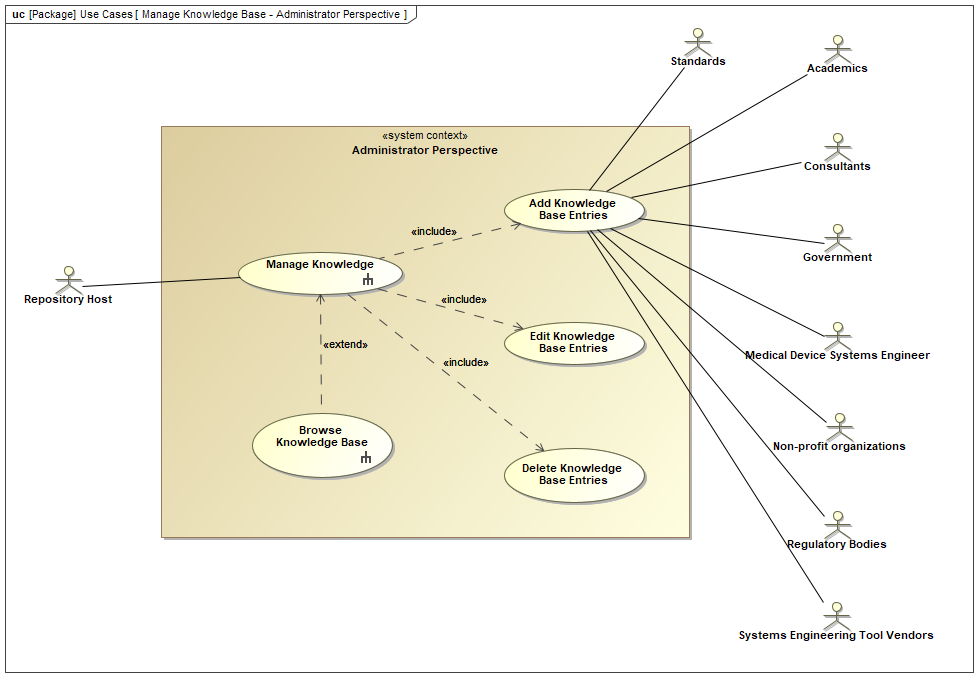 uc [Package] Use Cases [ Manage Knowledge Base - Administrator Perspective ]
Standards
Academics
«system context»
Administrator Perspective
Consultants
Add Knowledge
Base Entries
«include»
Government
Manage Knowledge
Repository Host
«include»
Edit Knowledge
Base Entries
«extend»
Medical Device Systems Engineer
«include»
Browse
Knowledge Base
Non-profit organizations
Delete Knowledge
Base Entries
Regulatory Bodies
Systems Engineering Tool Vendors